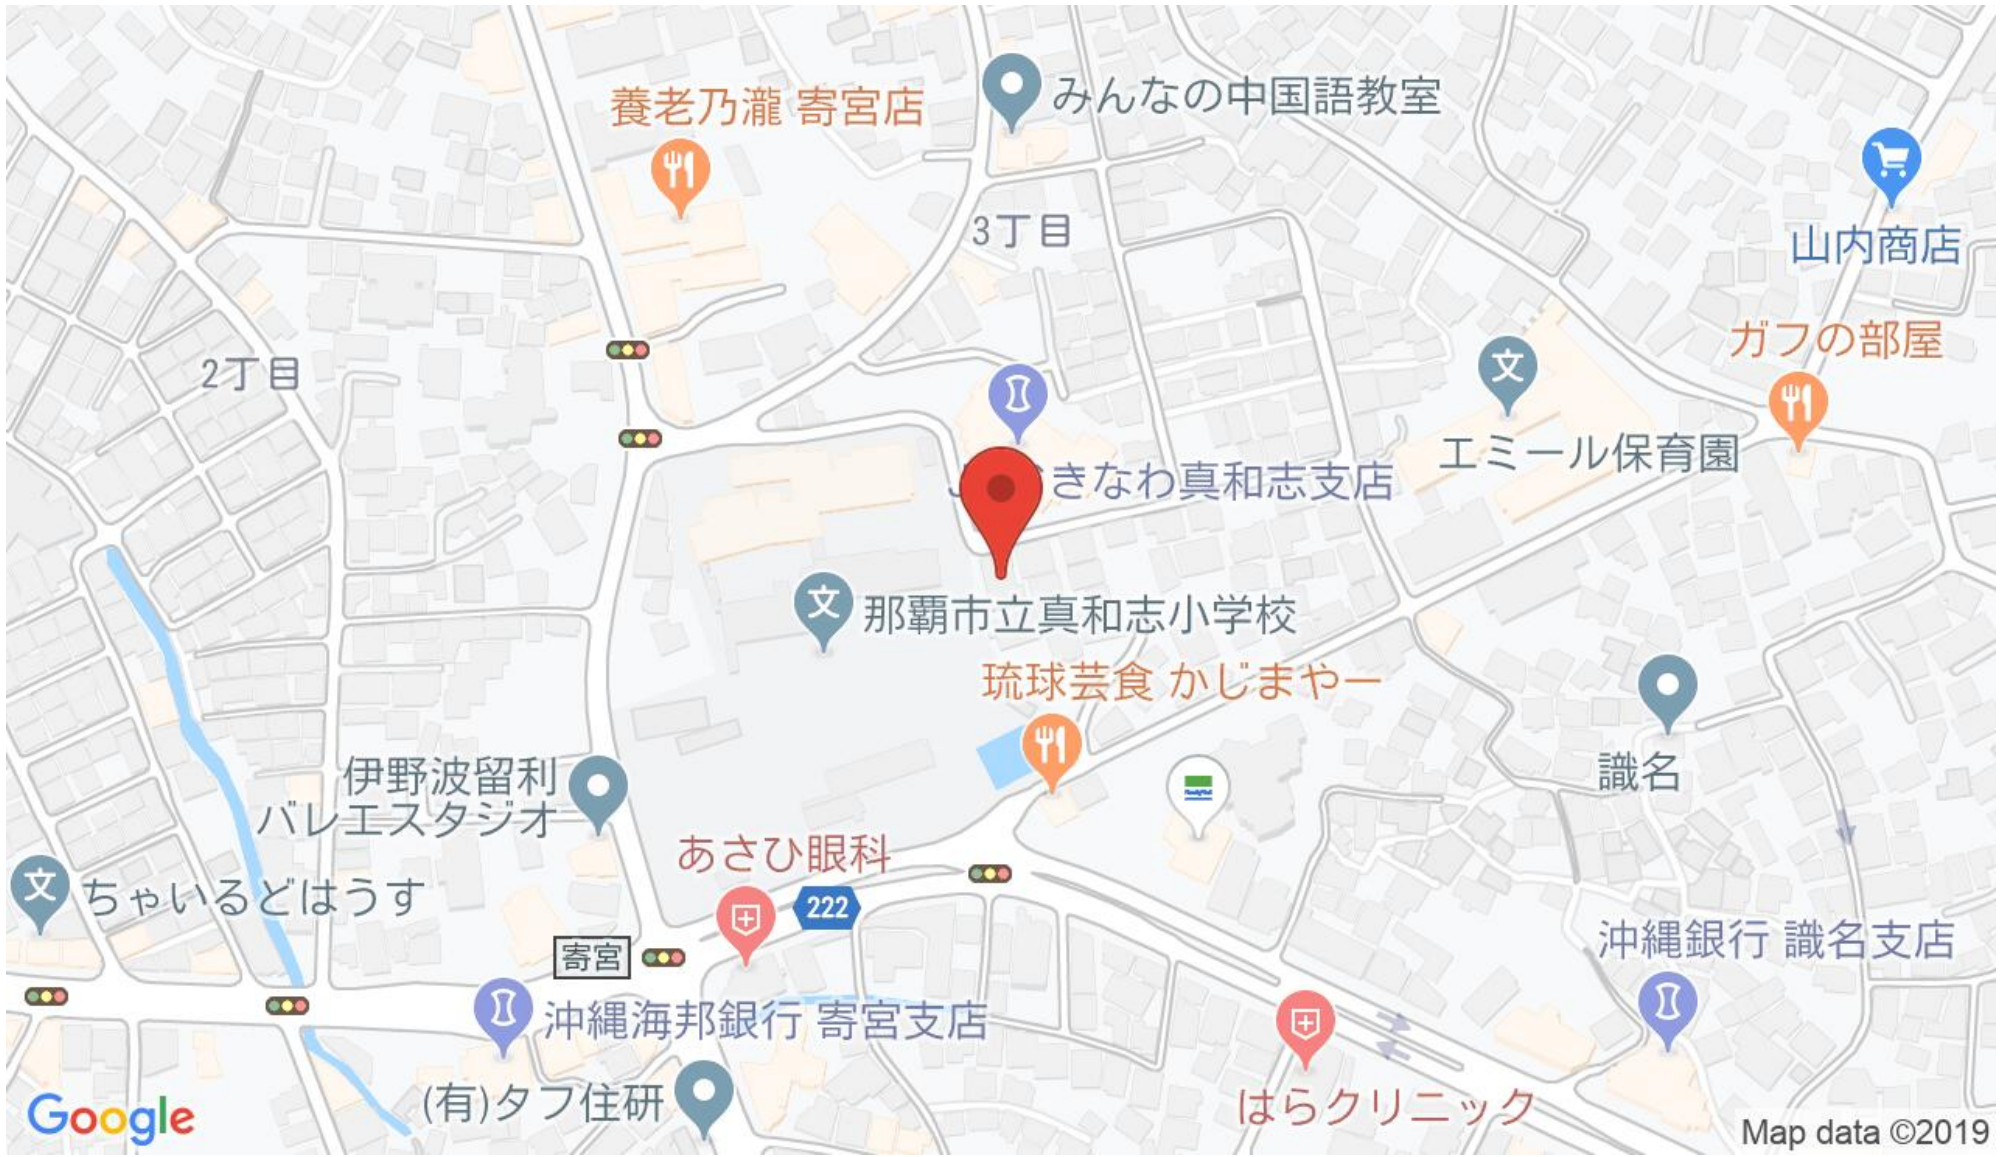 養老乃瀧 寄宮店
みんなの中国語教室
3丁目
山内商店
ガフの部屋
2丁目
文
エミール保育園
きなわ真和志支店
文
那覇市立真和志小学校
琉球芸食 かじまやー
識名
伊野波留利
バレエスタジオ
FamilyMart
あさひ眼科
文
ちゃいるどはうす
222
寄宮
沖縄銀行 識名支店
沖縄海邦銀行 寄宮支店
(有)タフ住研
はらクリニック
Google
Map data ©2019